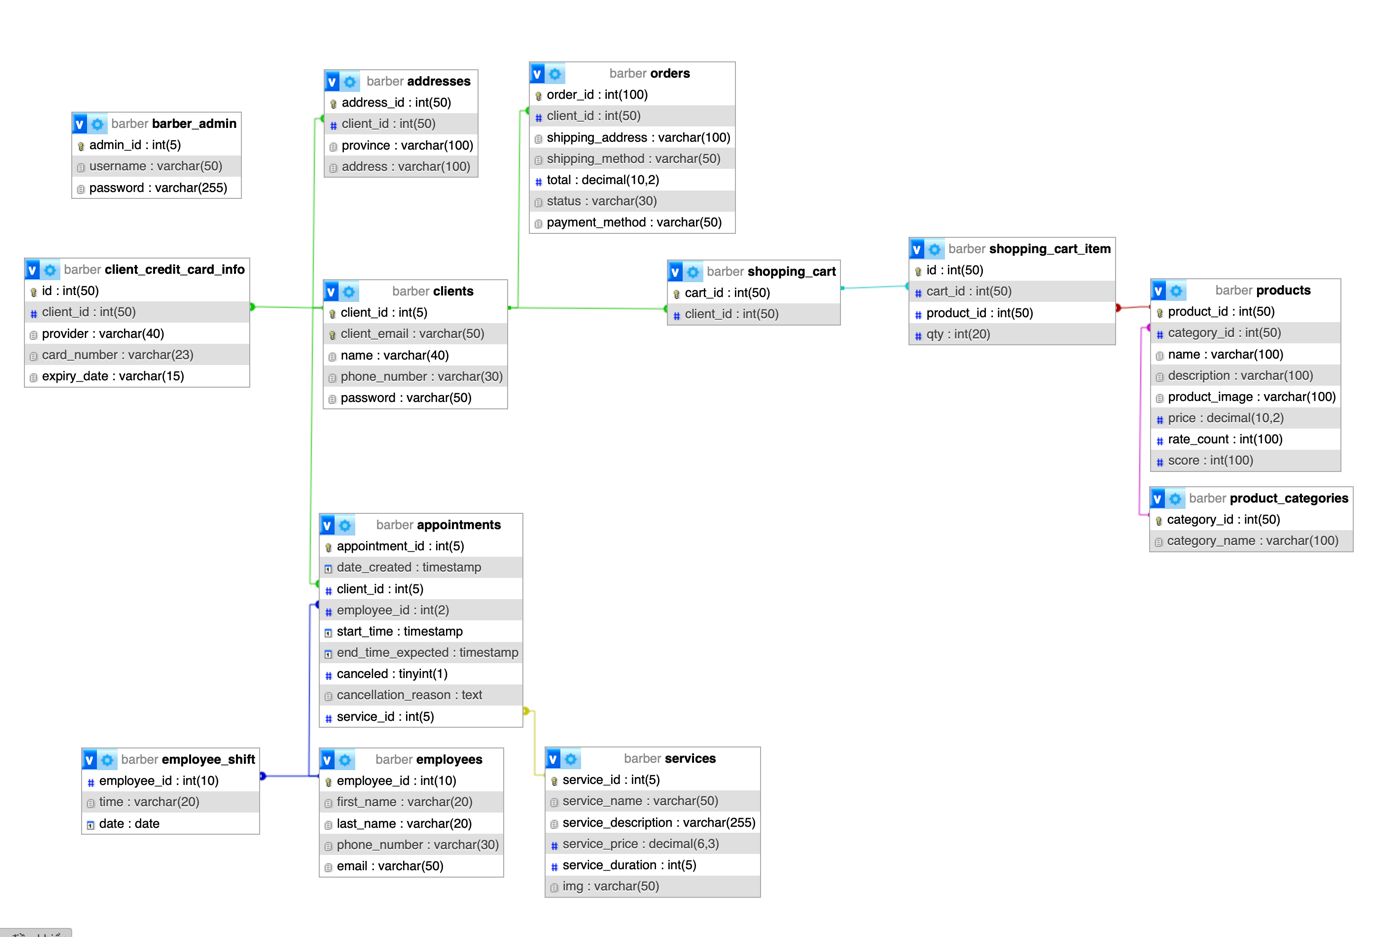 barber barber_admin
admin_id : int(5)
username : varchar(50)
password : varchar(255)
barber addresses
address_id : int(50)
client_id : int(50)
province : varchar(100)
address : varchar(100)
barber orders
order_id : int(100)
client_id : int(50)
shipping_address : varchar(100)
shipping_method : varchar(50)
total : decimal(10,2)
status : varchar(30)
payment_method : varchar(50)
barber client_credit_card_info
id : int(50)
client_id : int(50)
provider : varchar(40)
card_number : varchar(23)
expiry_date : varchar(15)
barber clients
client_id : int(5)
client_email : varchar(50)
name : varchar(40)
phone_number : varchar(30)
password : varchar(50)
barber shopping_cart
cart_id : int(50)
client_id : int(50)
barber shopping_cart_item
id : int(50)
cart_id : int(50)
product_id : int(50)
qty : int(20)
barber products
product_id : int(50)
category_id : int(50)
name : varchar(100)
description : varchar(100)
product_image : varchar(100)
price : decimal(10,2)
rate_count : int(100)
score : int(100)
barber product_categories
category_id : int(50)
category_name : varchar(100)
barber appointments
appointment_id : int(5)
date_created : timestamp
client_id : int(5)
employee_id : int(2)
start_time : timestamp
end_time_expected : timestamp
canceled : tinyint(1)
cancellation_reason : text
service_id : int(5)
barber employee_shift
employee_id : int(10)
time : varchar(20)
date : date
barber employees
employee_id : int(10)
first_name : varchar(20)
last_name : varchar(20)
phone_number : varchar(30)
email : varchar(50)
barber services
service_id : int(5)
service_name : varchar(50)
service_description : varchar(255)
service_price : decimal(6,3)
service_duration : int(5)
img : varchar(50)